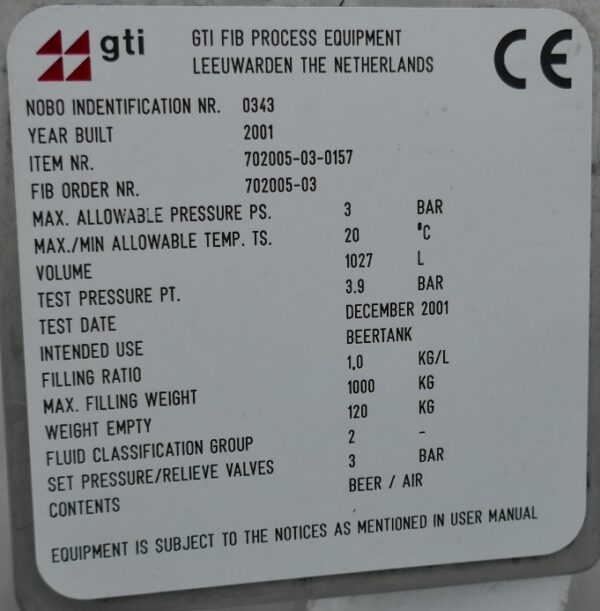 gti GTI FIB PROCESS EQUIPMENT
LEEUWARDEN THE NETHERLANDS
CE
NOBO INDENTIFICATION NR. 0343
YEAR BUILT 2001
ITEM NR. 702005-03-0157
FIB ORDER NR. 702005-03
MAX. ALLOWABLE PRESSURE PS. 3 BAR
MAX./MIN ALLOWABLE TEMP. TS. 20 °C
VOLUME 1027 L
TEST PRESSURE PT. 3.9 BAR
TEST DATE DECEMBER 2001
INTENDED USE BEERTANK
FILLING RATIO 1,0 KG/L
MAX. FILLING WEIGHT 1000 KG
WEIGHT EMPTY 120 KG
FLUID CLASSIFICATION GROUP 2 -
SET PRESSURE/RELIEVE VALVES 3 BAR
CONTENTS BEER / AIR
EQUIPMENT IS SUBJECT TO THE NOTICES AS MENTIONED IN USER MANUAL